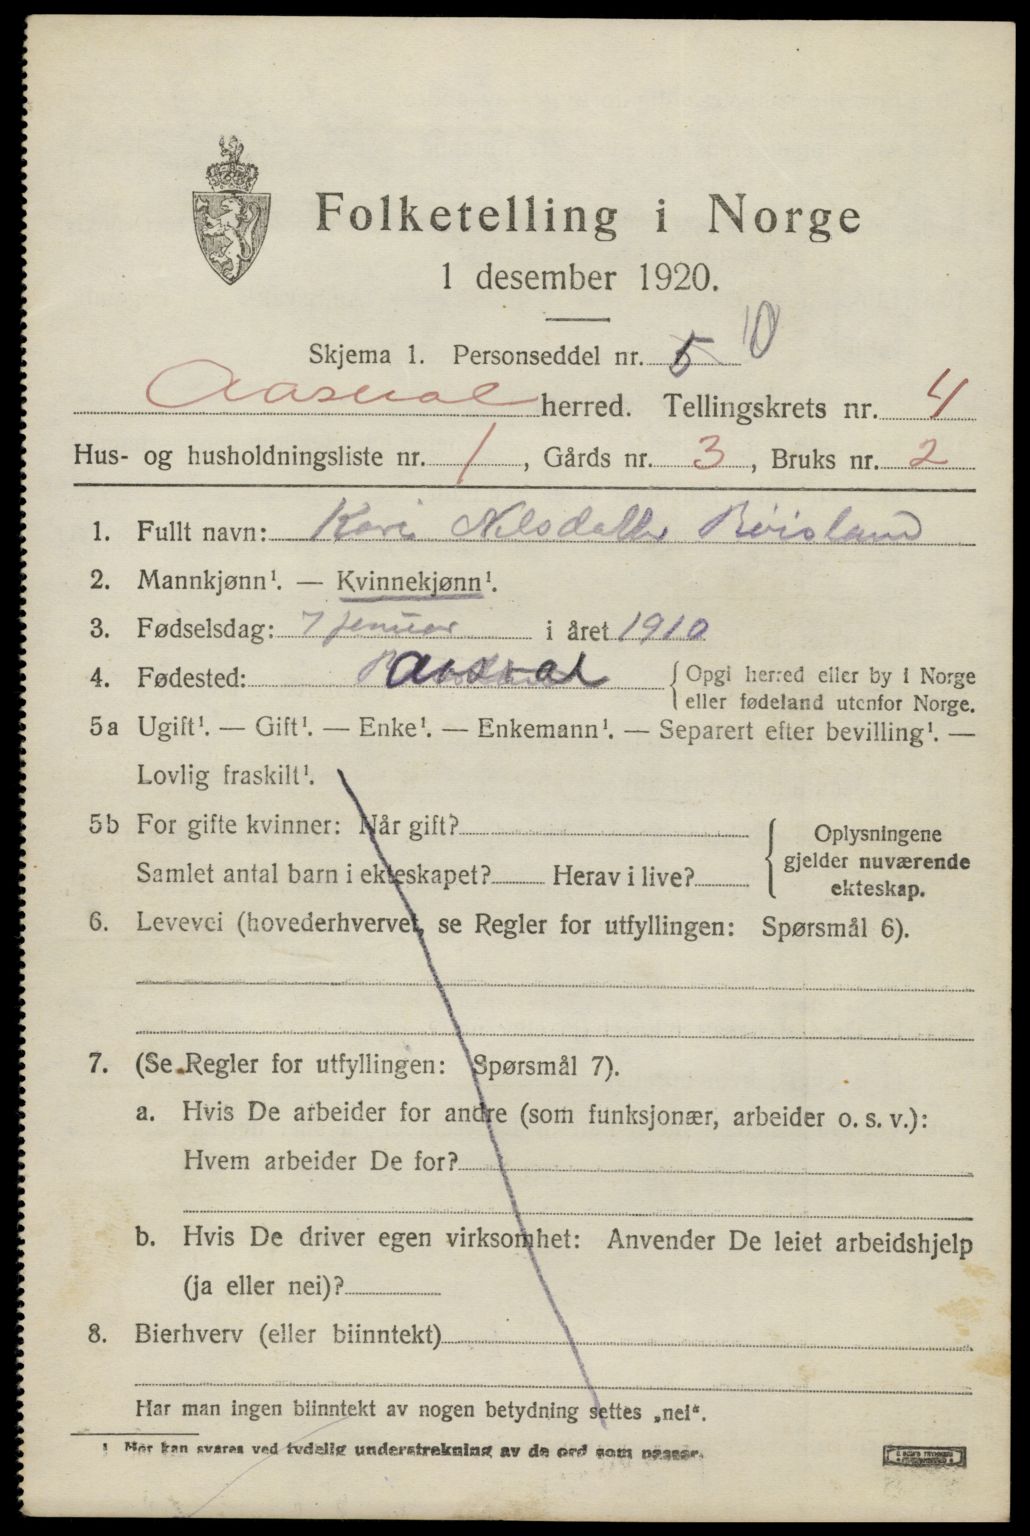 Folketelling i Norge
1 desember 1920.
Skjema 1. Personseddel nr. 5 10
Aaseral herred. Tellingskrets nr. 4
Hus- og husholdningsliste nr. 1, Gårds nr. 3, Bruks nr. 2
1. Fullt navn: Kari Nilsdatter Røisland
2. Mannkjønn¹. — Kvinnekjønn¹.
3. Fødselsdag: 7 januar i året 1910
4. Fødested: Aaseral { Opgi herred eller by i Norge
eller fødeland utenfor Norge.
5a Ugift¹. — Gift¹. — Enke¹. — Enkemann¹. — Separert efter bevilling¹. —
Lovlig fraskilt¹.
5b For gifte kvinner: Når gift?
Samlet antal barn i ekteskapet? Herav i live?
Oplysningene
gjelder nuværende
ekteskap.
6. Levevei (hovederhvervet, se Regler for utfyllingen: Spørsmål 6).
7. (Se Regler for utfyllingen: Spørsmål 7).
a. Hvis De arbeider for andre (som funksjonær, arbeider o. s. v.):
Hvem arbeider De for?
b. Hvis De driver egen virksomhet: Anvender De leiet arbeidshjelp
(ja eller nei)?
8. Bierhverv (eller biinntekt)
Har man ingen biinntekt av nogen betydning settes „nei“.
¹ Her kan svares ved tydelig understrekning av de ord som passer.